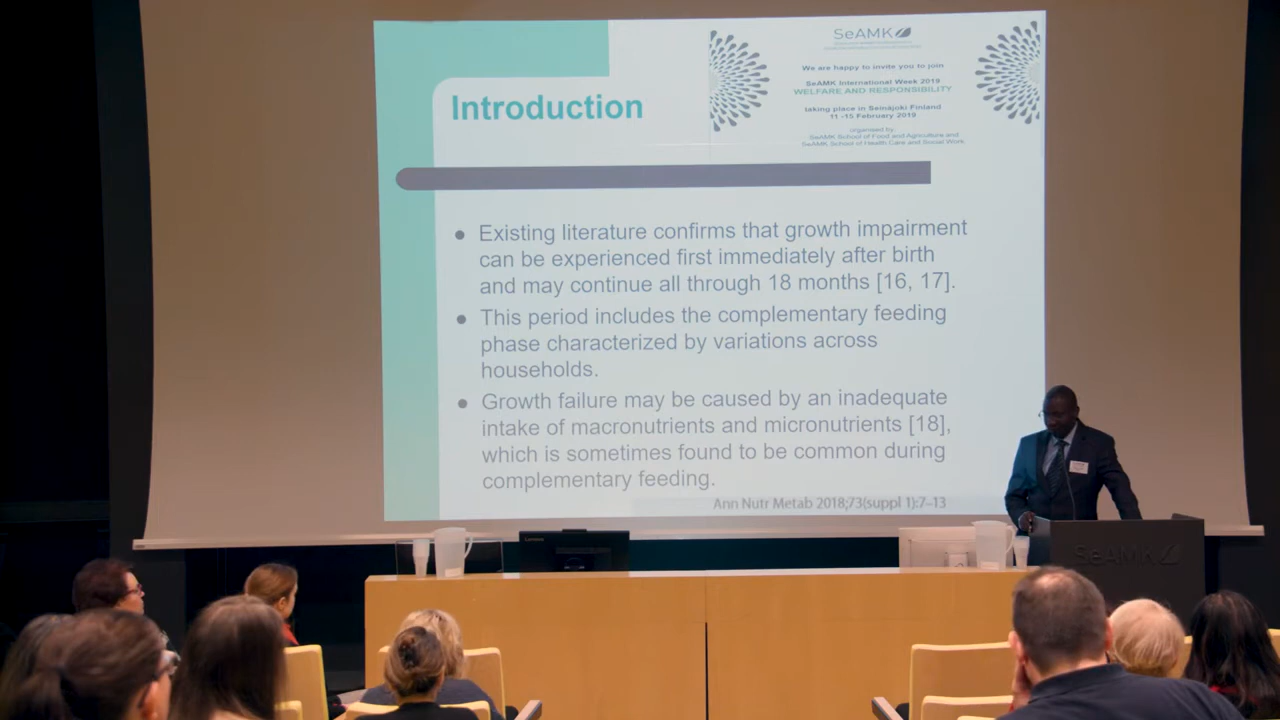 SeAMK
We are happy to invite you to join
SeAMK International Week 2019
WELFARE AND RESPONSIBILITY
taking place in Seinäjoki Finland
11 -15 February 2019
organised by
SeAMK School of Food and Agriculture and
SeAMK School of Health Care and Social Work
Introduction
● Existing literature confirms that growth impairment
can be experienced first immediately after birth
and may continue all through 18 months [16, 17].
● This period includes the complementary feeding
phase characterized by variations across
households.
● Growth failure may be caused by an inadequate
intake of macronutrients and micronutrients [18],
which is sometimes found to be common during
complementary feeding.
Ann Nutr Metab 2018;73(suppl 1):7–13
Lenovo
SeAMK